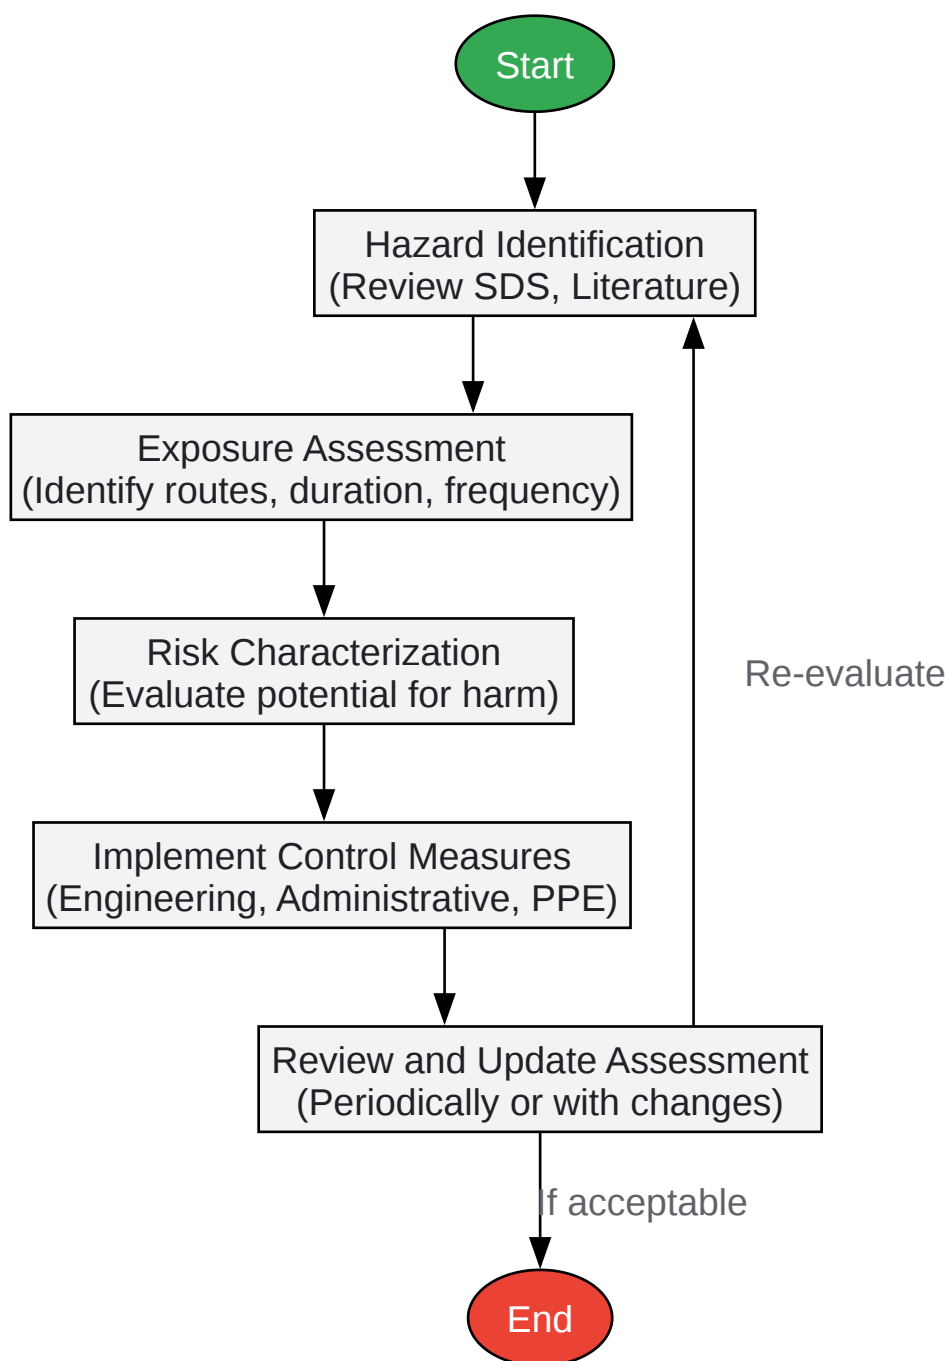 Start
Hazard Identification
(Review SDS, Literature)
Exposure Assessment
(Identify routes, duration, frequency)
Risk Characterization
(Evaluate potential for harm)
Re-evaluate
Implement Control Measures
(Engineering, Administrative, PPE)
Review and Update Assessment
(Periodically or with changes)
If acceptable
End